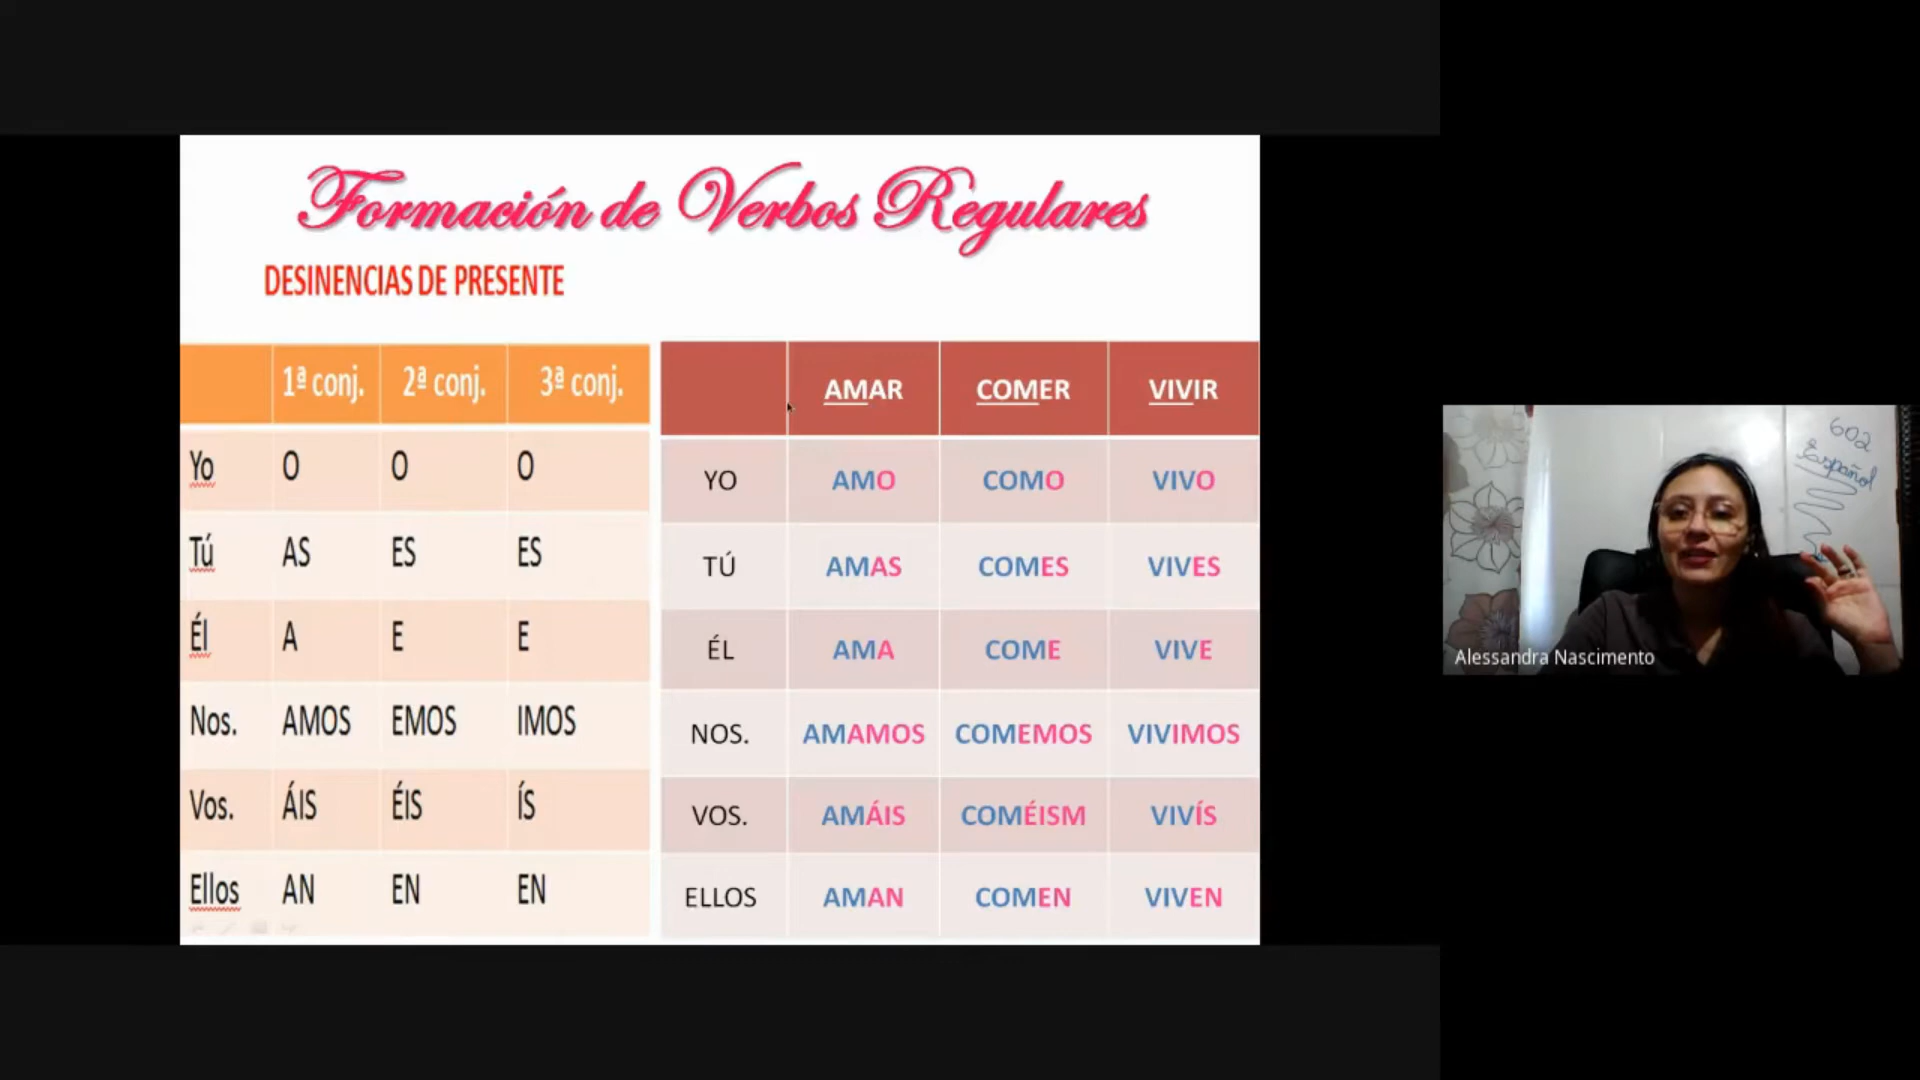 Formación de Verbos Regulares
DESINENCIAS DE PRESENTE
1ª conj. 2ª conj. 3ª conj.
Yo O O O
Tú AS ES ES
Él A E E
Nos. AMOS EMOS IMOS
Vos. ÁIS ÉIS ÍS
Ellos AN EN EN
AMAR COMER VIVIR
YO AMO COMO VIVO
TÚ AMAS COMES VIVES
ÉL AMA COME VIVE
NOS. AMAMOS COMEMOS VIVIMOS
VOS. AMÁIS COMÉISM VIVÍS
ELLOS AMAN COMEN VIVEN
602
Español
Alessandra Nascimento